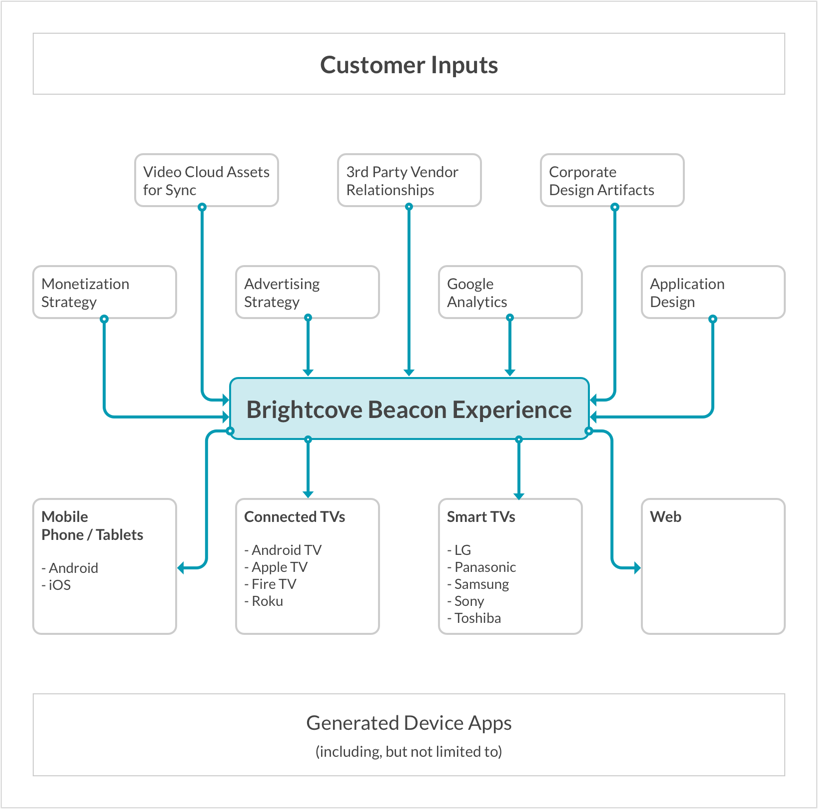 Customer Inputs
Video Cloud Assets
for Sync
3rd Party Vendor
Relationships
Corporate
Design Artifacts
Monetization
Strategy
Advertising
Strategy
Google
Analytics
Application
Design
Brightcove Beacon Experience
Mobile
Phone / Tablets
- Android
- iOS
Connected TVs
- Android TV
- Apple TV
- Fire TV
- Roku
Smart TVs
- LG
- Panasonic
- Samsung
- Sony
- Toshiba
Web
Generated Device Apps
(including, but not limited to)